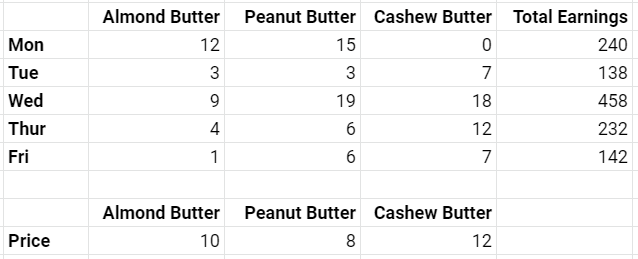 Almond Butter Peanut Butter Cashew Butter Total Earnings
Mon 12 15 0 240
Tue 3 3 7 138
Wed 9 19 18 458
Thur 4 6 12 232
Fri 1 6 7 142
Almond Butter Peanut Butter Cashew Butter
Price 10 8 12